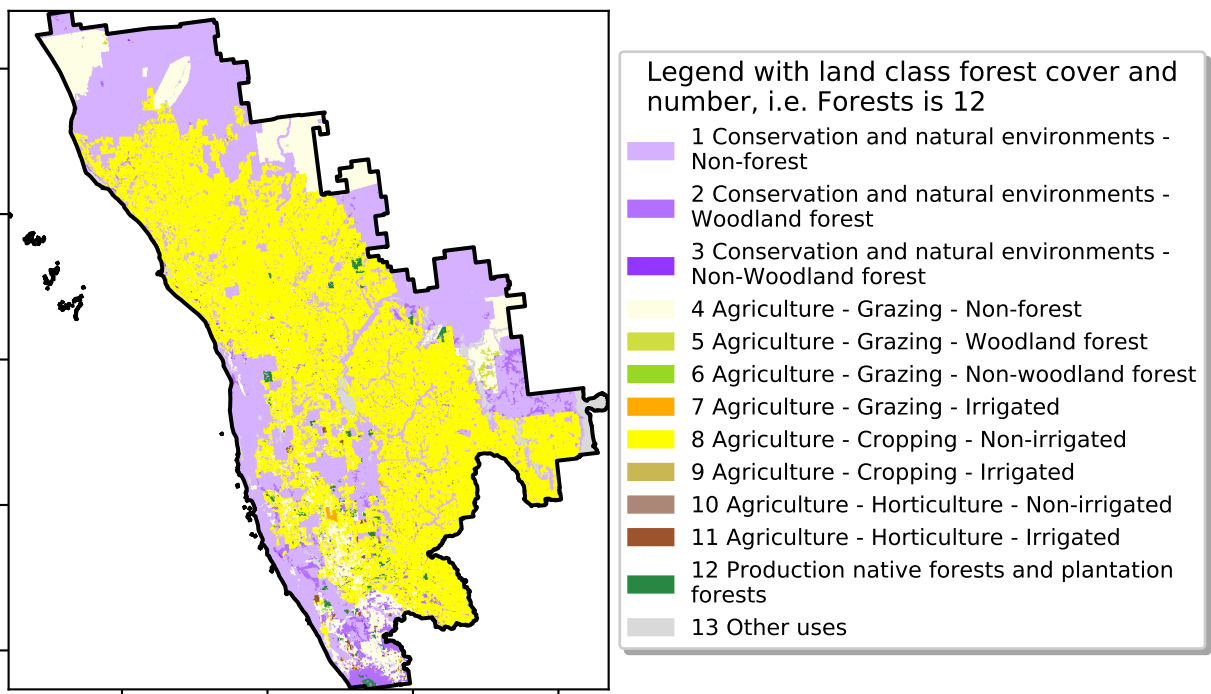 Legend with land class forest cover and
number, i.e. Forests is 12
1 Conservation and natural environments -
Non-forest
2 Conservation and natural environments -
Woodland forest
3 Conservation and natural environments -
Non-Woodland forest
4 Agriculture - Grazing - Non-forest
5 Agriculture - Grazing - Woodland forest
6 Agriculture - Grazing - Non-woodland forest
7 Agriculture - Grazing - Irrigated
8 Agriculture - Cropping - Non-irrigated
9 Agriculture - Cropping - Irrigated
10 Agriculture - Horticulture - Non-irrigated
11 Agriculture - Horticulture - Irrigated
12 Production native forests and plantation
forests
13 Other uses